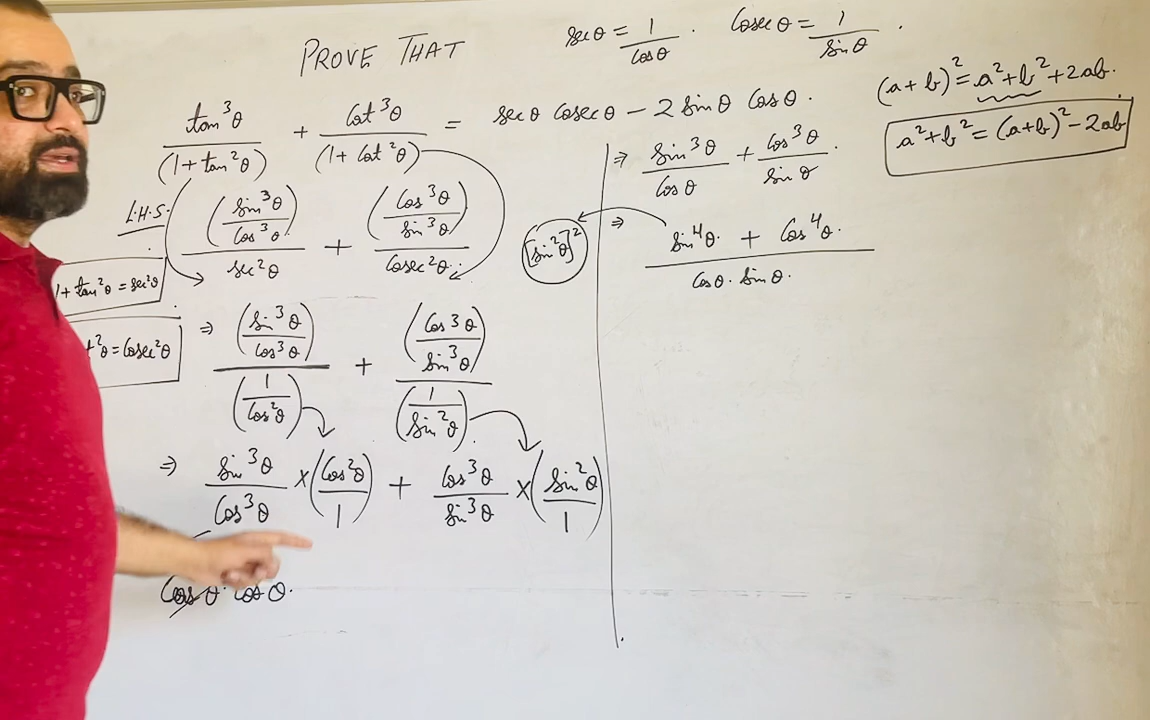 PROVE THAT
secθ = 1/cosθ . Cosecθ = 1/sinθ .
tan³θ/(1+tan²θ) + Cot³θ/(1+Cot²θ) = secθ cosecθ − 2 sinθ Cosθ .
L.H.S.
(sin³θ/Cos³θ)/sec²θ + (Cos³θ/sin³θ)/Cosec²θ .
1 + tan²θ = sec²θ
t²θ = Cosec²θ
⇒ (sin³θ/Cos³θ)/(1/Cos²θ) + (Cos³θ/sin³θ)/(1/sin²θ)
⇒ sin³θ/Cos³θ × (Cos²θ/1) + Cos³θ/sin³θ × (sin²θ/1)
Cosθ · Cosθ.
⇒ sin³θ/Cosθ + Cos³θ/sinθ .
[sin²θ]²
⇒ (sin⁴θ + Cos⁴θ)/(Cosθ · sinθ)
(a+b)² = a²+b²+2ab.
a²+b² = (a+b)² − 2ab